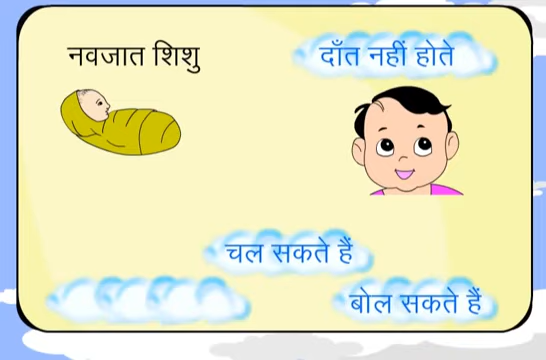 नवजात शिशु
दाँत नहीं होते
चल सकते हैं
बोल सकते हैं